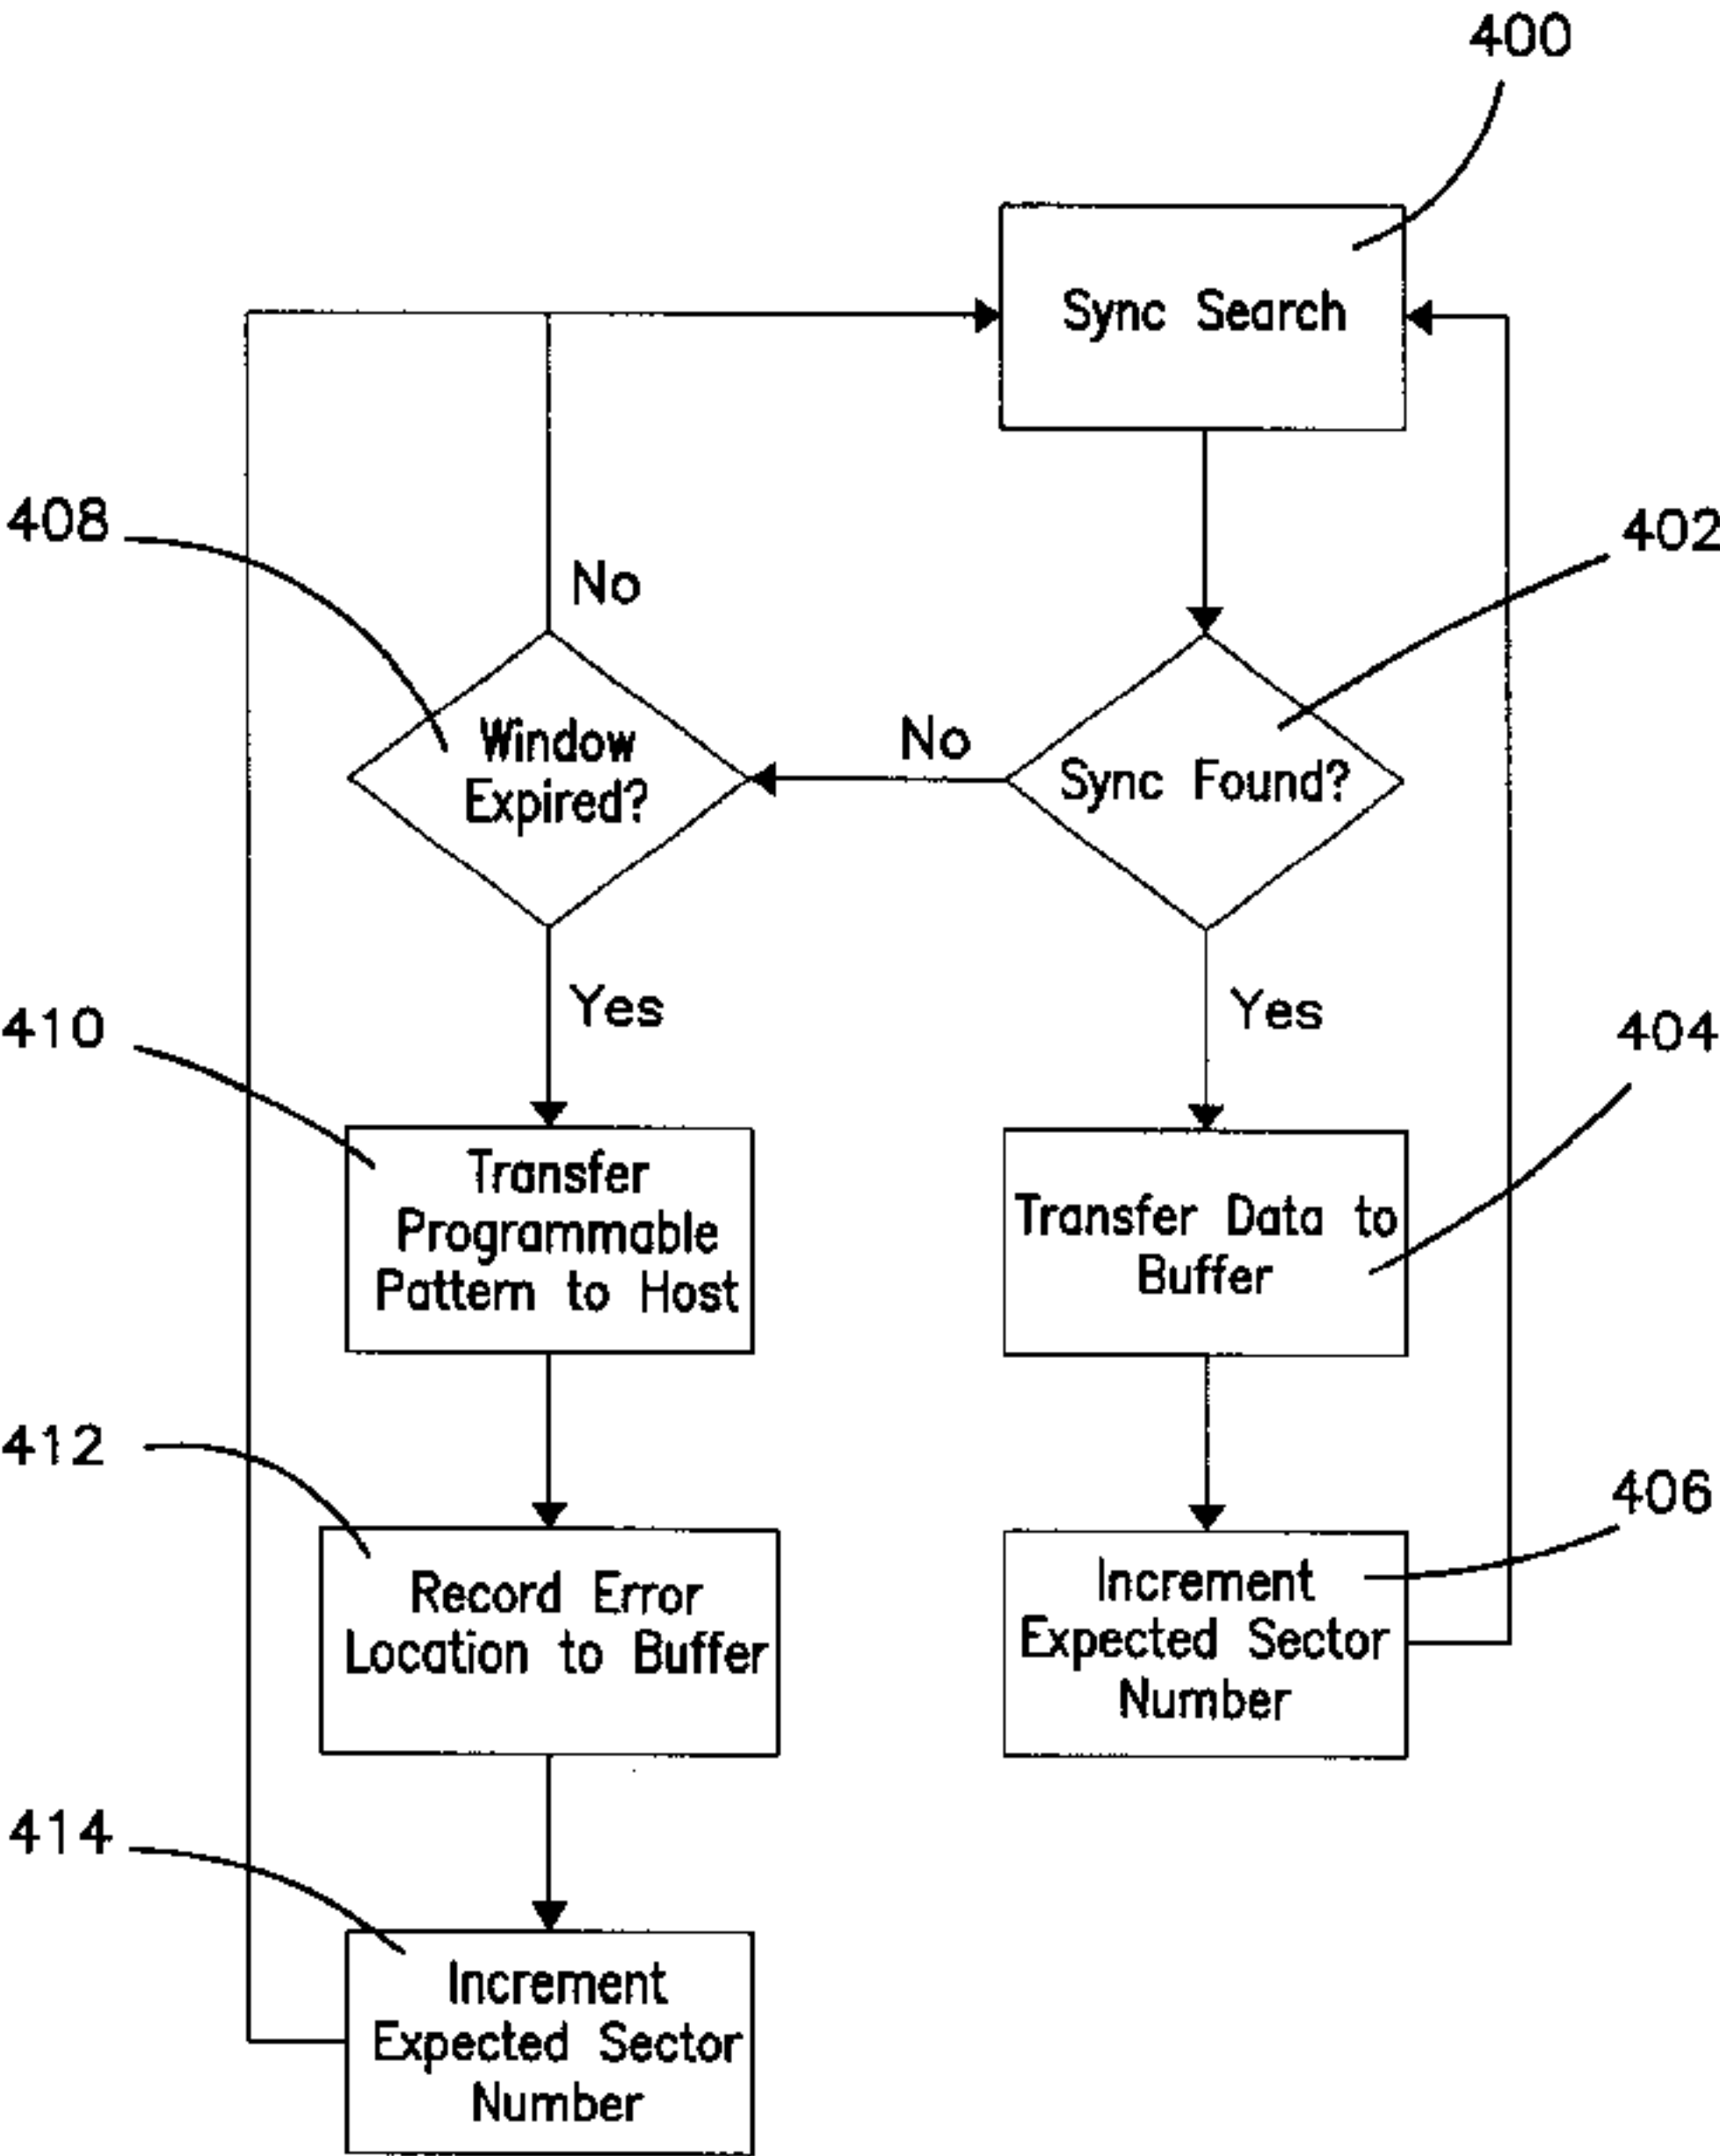 400
Sync Search
408
402
No
Window
Expired?
No
Sync Found?
Yes
Yes
410
404
Transfer
Programmable
Pattern to Host
Transfer Data to
Buffer
412
406
Record Error
Location to Buffer
Increment
Expected Sector
Number
414
Increment
Expected Sector
Number